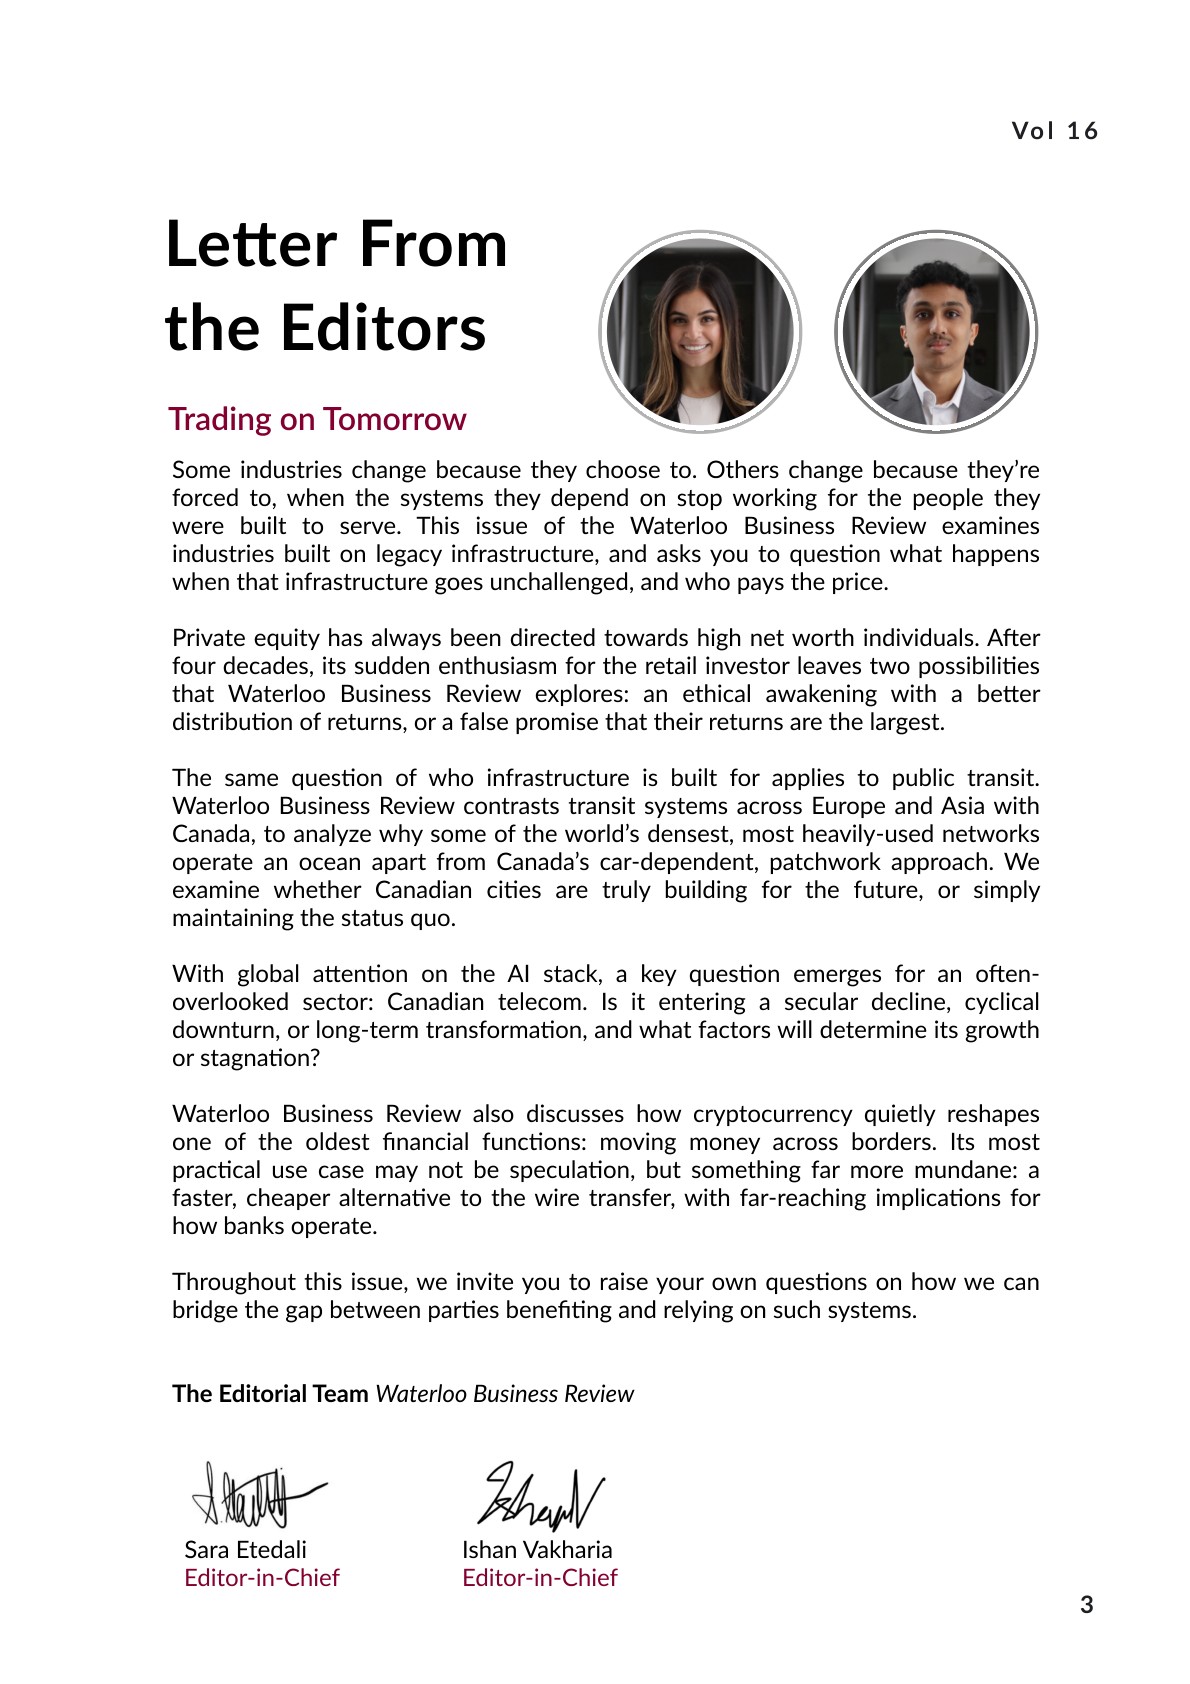 Vol 16
Letter From
the Editors
Trading on Tomorrow
Some industries change because they choose to. Others change because they’re
forced to, when the systems they depend on stop working for the people they
were built to serve. This issue of the Waterloo Business Review examines
industries built on legacy infrastructure, and asks you to question what happens
when that infrastructure goes unchallenged, and who pays the price.
Private equity has always been directed towards high net worth individuals. After
four decades, its sudden enthusiasm for the retail investor leaves two possibilities
that Waterloo Business Review explores: an ethical awakening with a better
distribution of returns, or a false promise that their returns are the largest.
The same question of who infrastructure is built for applies to public transit.
Waterloo Business Review contrasts transit systems across Europe and Asia with
Canada, to analyze why some of the world’s densest, most heavily-used networks
operate an ocean apart from Canada’s car-dependent, patchwork approach. We
examine whether Canadian cities are truly building for the future, or simply
maintaining the status quo.
With global attention on the AI stack, a key question emerges for an often-
overlooked sector: Canadian telecom. Is it entering a secular decline, cyclical
downturn, or long-term transformation, and what factors will determine its growth
or stagnation?
Waterloo Business Review also discusses how cryptocurrency quietly reshapes
one of the oldest financial functions: moving money across borders. Its most
practical use case may not be speculation, but something far more mundane: a
faster, cheaper alternative to the wire transfer, with far-reaching implications for
how banks operate.
Throughout this issue, we invite you to raise your own questions on how we can
bridge the gap between parties benefiting and relying on such systems.
The Editorial Team Waterloo Business Review
Sara Etedali
Editor-in-Chief
Ishan Vakharia
Editor-in-Chief
3